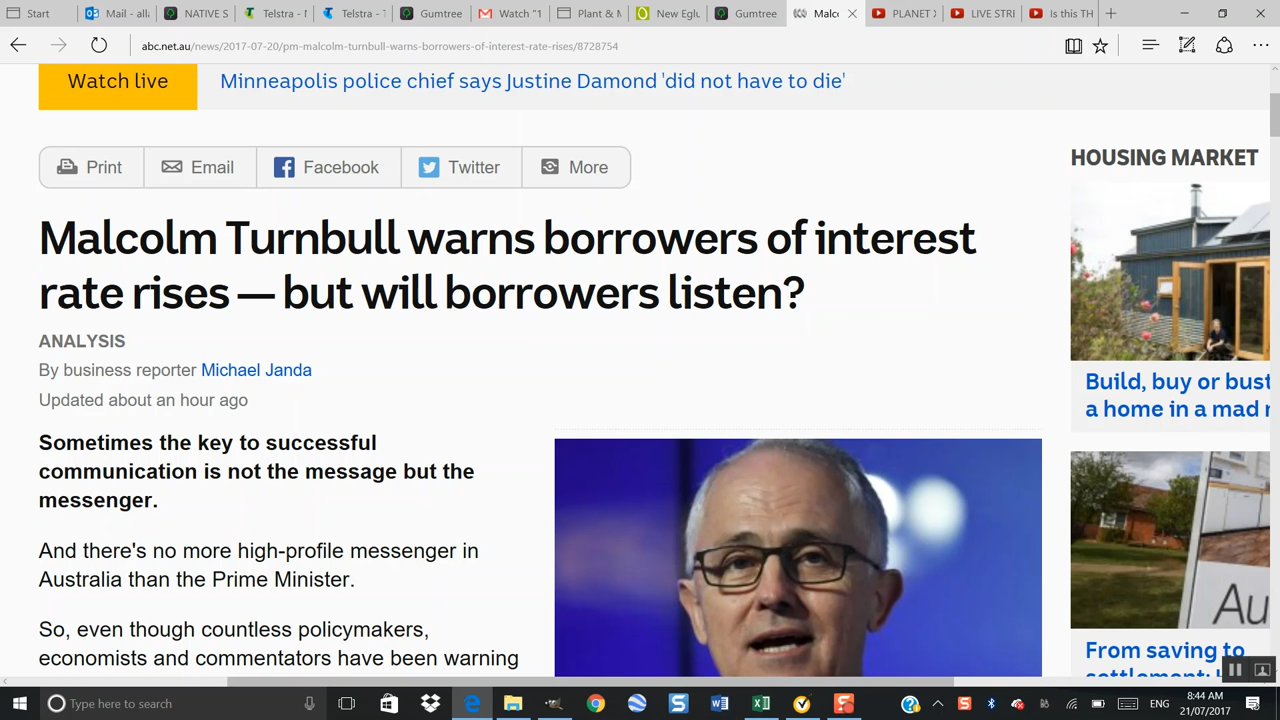 Start
Mail - alla
NATIVE S
Telstra -
Telstra - T
Gumtree
Watch "1
Plant & M
New Eglu
Gumtree
Malco
PLANET X
LIVE STRE
Is this TH
abc.net.au/news/2017-07-20/pm-malcolm-turnbull-warns-borrowers-of-interest-rate-rises/8728754
Watch live
Minneapolis police chief says Justine Damond 'did not have to die'
Print
Email
Facebook
Twitter
More
Malcolm Turnbull warns borrowers of interest
rate rises — but will borrowers listen?
ANALYSIS
By business reporter Michael Janda
Updated about an hour ago
Sometimes the key to successful
communication is not the message but the
messenger.
And there's no more high-profile messenger in
Australia than the Prime Minister.
So, even though countless policymakers,
economists and commentators have been warning
HOUSING MARKET
Build, buy or bust
a home in a mad
Au
From saving to
Type here to search
ENG
8:44 AM
21/07/2017